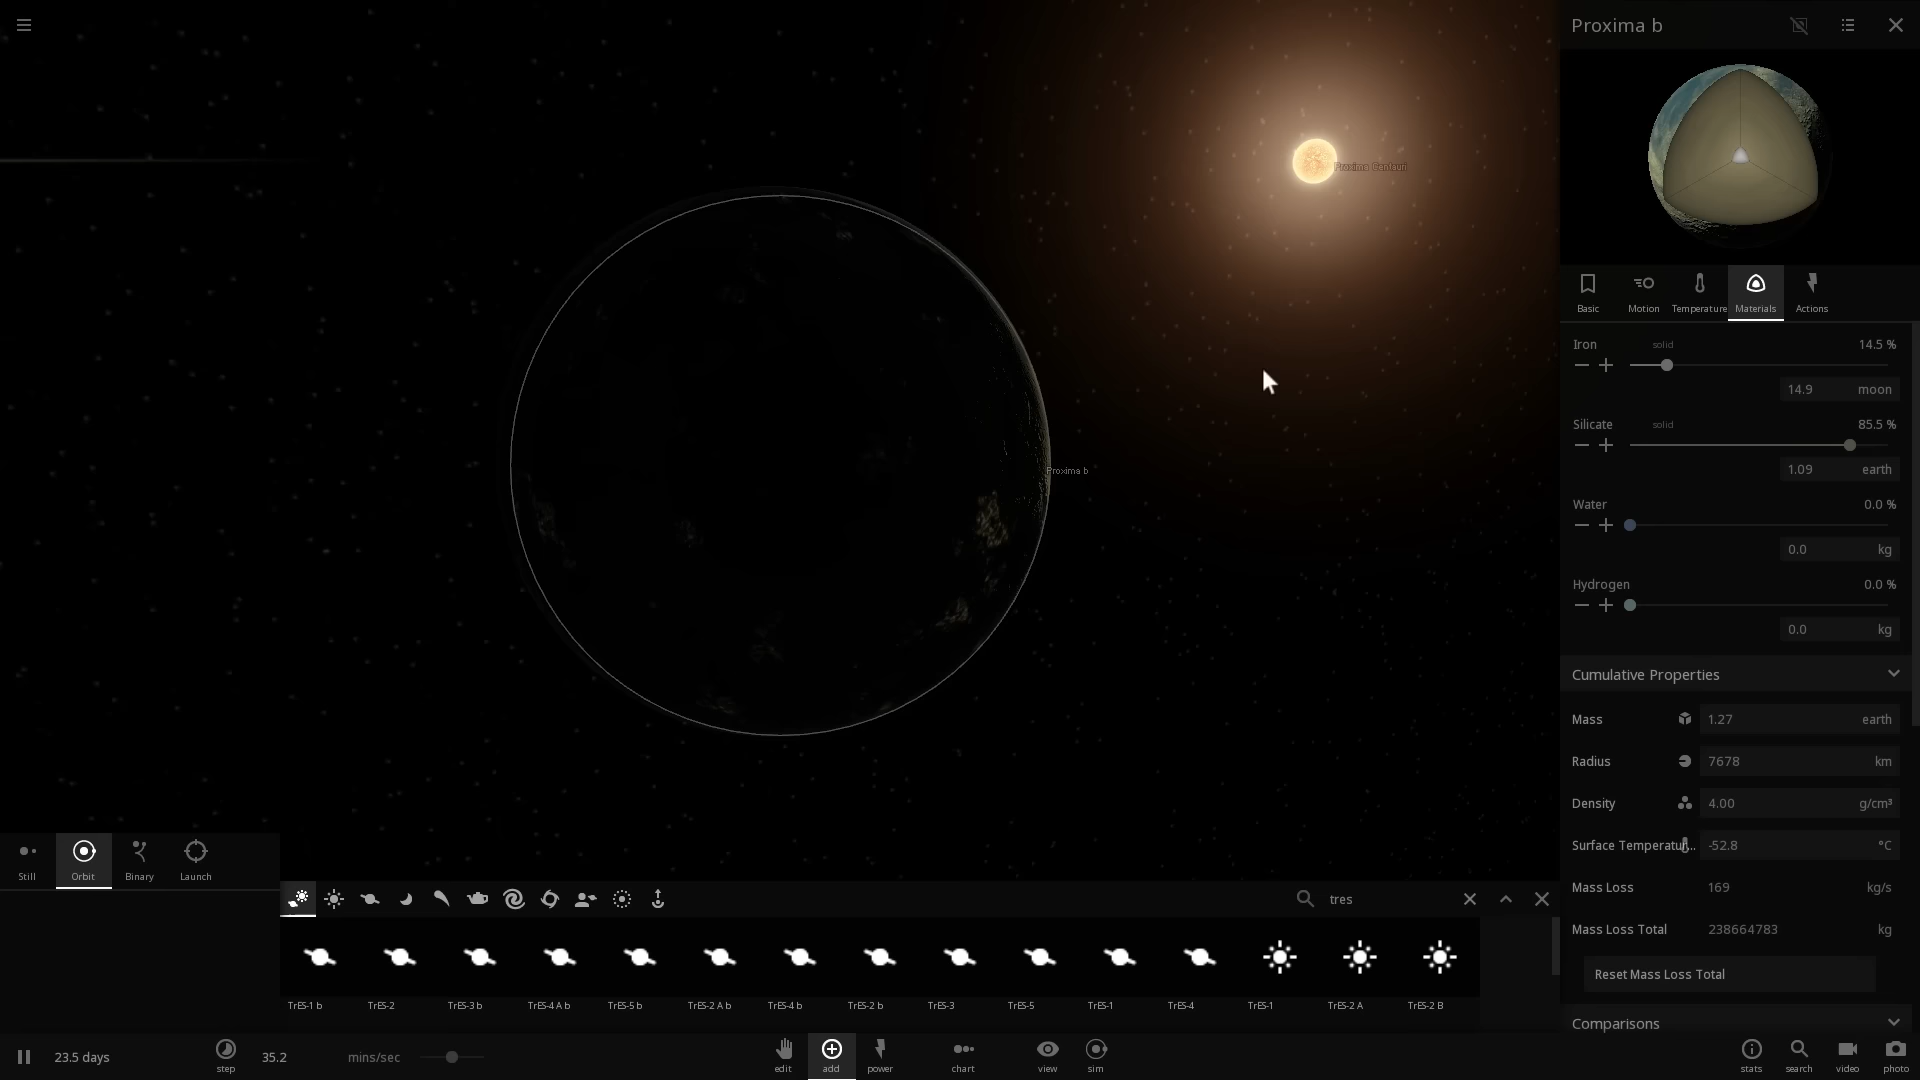 Proxima b
Proxima Centauri
Proxima b
Basic
Motion
Temperature
Materials
Actions
Iron solid 14.5 %
14.9 moon
Silicate solid 85.5 %
1.09 earth
Water 0.0 %
0.0 kg
Hydrogen 0.0 %
0.0 kg
Cumulative Properties
Mass 1.27 earth
Radius 7678 km
Density 4.00 g/cm³
Surface Temperatur... -52.8 °C
Mass Loss 169 kg/s
Mass Loss Total 238664783 kg
Reset Mass Loss Total
Comparisons
Still
Orbit
Binary
Launch
tres
TrES-1 b
TrES-2
TrES-3 b
TrES-4 A b
TrES-5 b
TrES-2 A b
TrES-4 b
TrES-2 b
TrES-3
TrES-5
TrES-1
TrES-4
TrES-1
TrES-2 A
TrES-2 B
23.5 days
step
35.2 mins/sec
edit
add
power
chart
view
sim
stats
search
video
photo